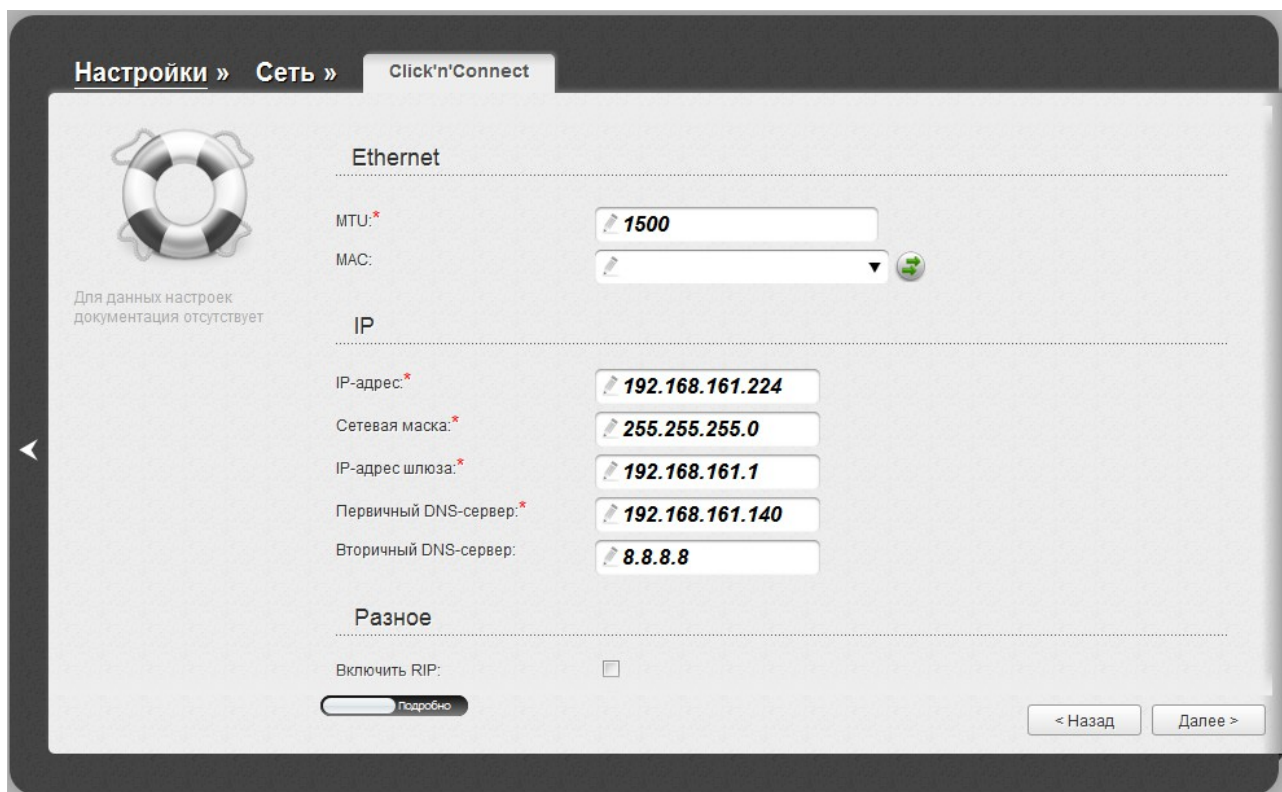 Настройки » Сеть » Click'n'Connect
Для данных настроек
документация отсутствует
Ethernet
MTU:* 1500
MAC:
IP
IP-адрес:* 192.168.161.224
Сетевая маска:* 255.255.255.0
IP-адрес шлюза:* 192.168.161.1
Первичный DNS-сервер:* 192.168.161.140
Вторичный DNS-сервер: 8.8.8.8
Разное
Включить RIP:
Подробно
< Назад
Далее >